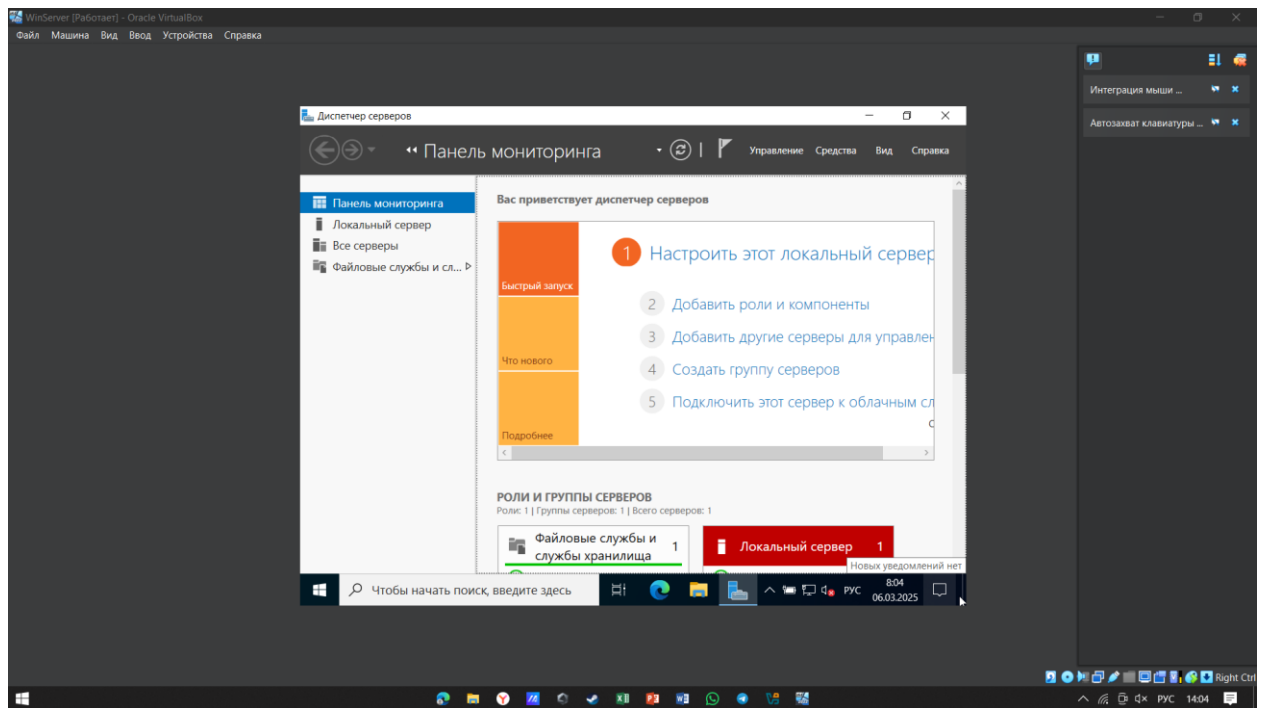 WinServer [Работает] - Oracle VirtualBox
Файл Машина Вид Ввод Устройства Справка
Интеграция мыши ...
Автозахват клавиатуры ...
Диспетчер серверов
Панель мониторинга
Управление Средства Вид Справка
Панель мониторинга
Локальный сервер
Все серверы
Файловые службы и сл...
Вас приветствует диспетчер серверов
Быстрый запуск
Что нового
Подробнее
1 Настроить этот локальный сервер
2 Добавить роли и компоненты
3 Добавить другие серверы для управлен
4 Создать группу серверов
5 Подключить этот сервер к облачным сл
РОЛИ И ГРУППЫ СЕРВЕРОВ
Роли: 1 | Группы серверов: 1 | Всего серверов: 1
Файловые службы и
службы хранилища
1
Локальный сервер 1
Новых уведомлений нет
Чтобы начать поиск, введите здесь
РУС
8:04
06.03.2025
Right Ctrl
РУС 14:04